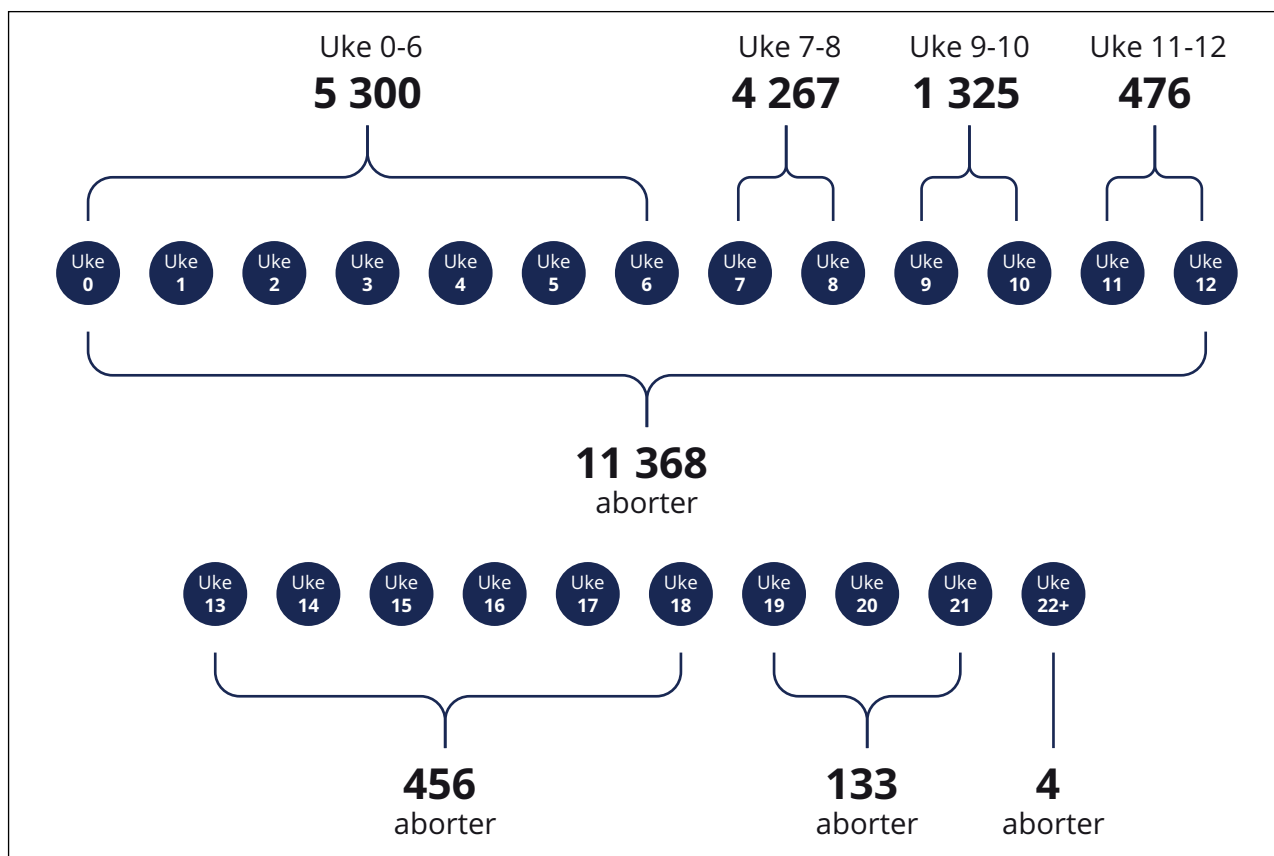 Uke 0-6
5 300
Uke 7-8
4 267
Uke 9-10
1 325
Uke 11-12
476
Uke
0
Uke
1
Uke
2
Uke
3
Uke
4
Uke
5
Uke
6
Uke
7
Uke
8
Uke
9
Uke
10
Uke
11
Uke
12
11 368
aborter
Uke
13
Uke
14
Uke
15
Uke
16
Uke
17
Uke
18
Uke
19
Uke
20
Uke
21
Uke
22+
456
aborter
133
aborter
4
aborter